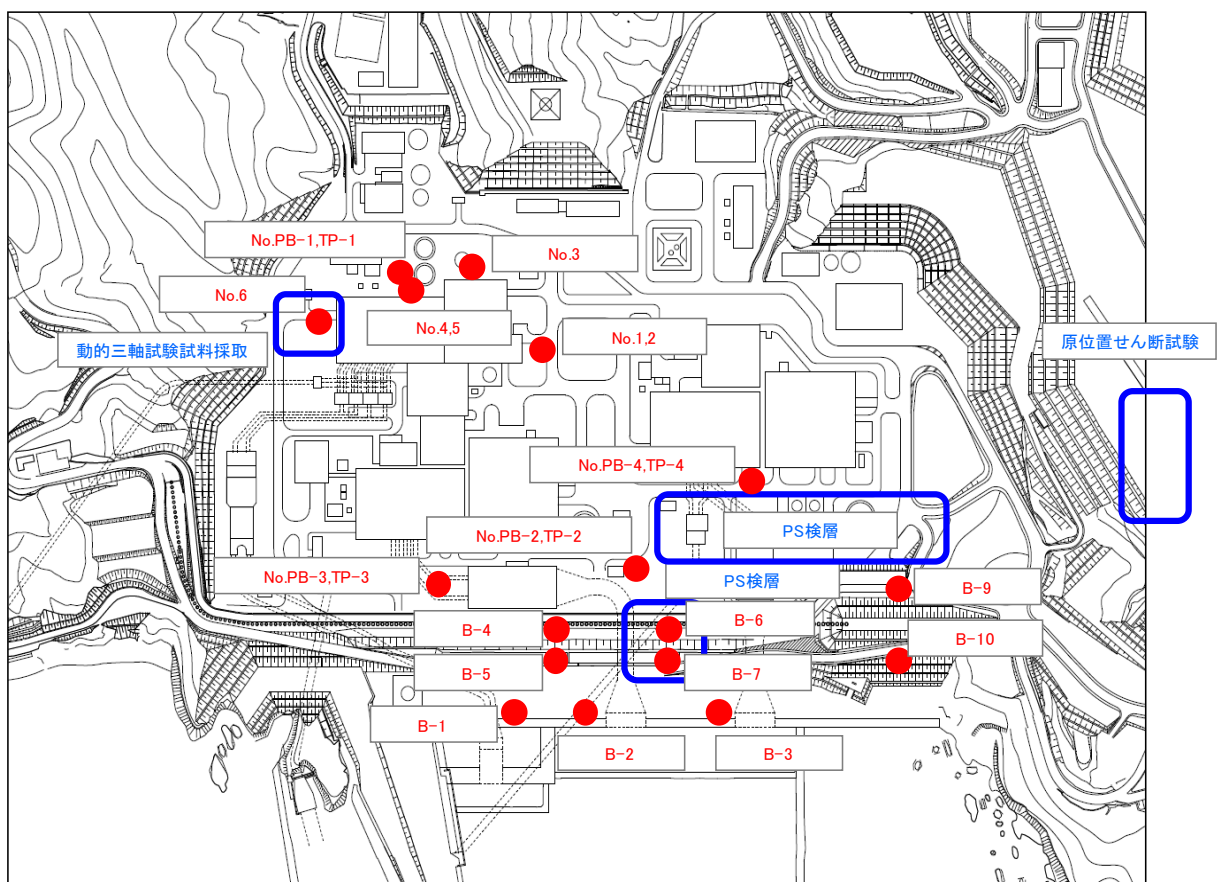 No.PB-1,TP-1
No.3
No.6
No.4,5
No.1,2
動的三軸試験試料採取
原位置せん断試験
No.PB-4,TP-4
PS検層
No.PB-2,TP-2
No.PB-3,TP-3
PS検層
B-9
B-4
B-6
B-10
B-5
B-7
B-1
B-2
B-3